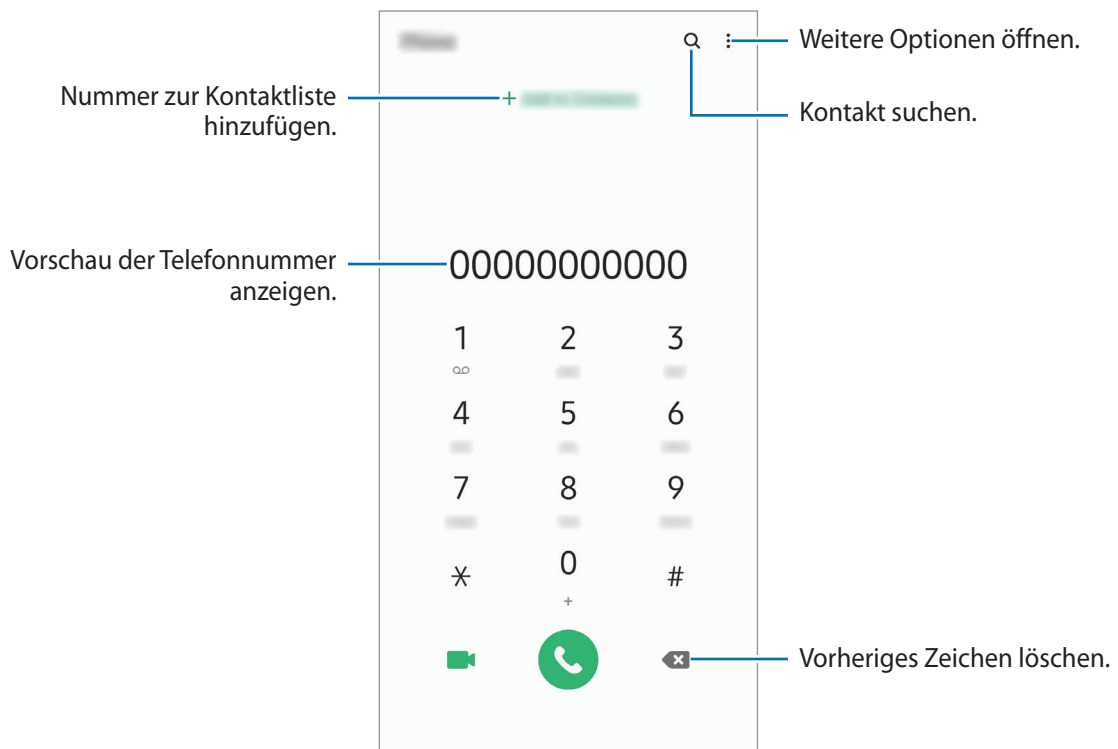 Weitere Optionen öffnen.
Nummer zur Kontaktliste
hinzufügen.
Kontakt suchen.
Vorschau der Telefonnummer
anzeigen.
00000000000
1 2 3
4 5 6
7 8 9
* 0 #
+
Vorheriges Zeichen löschen.